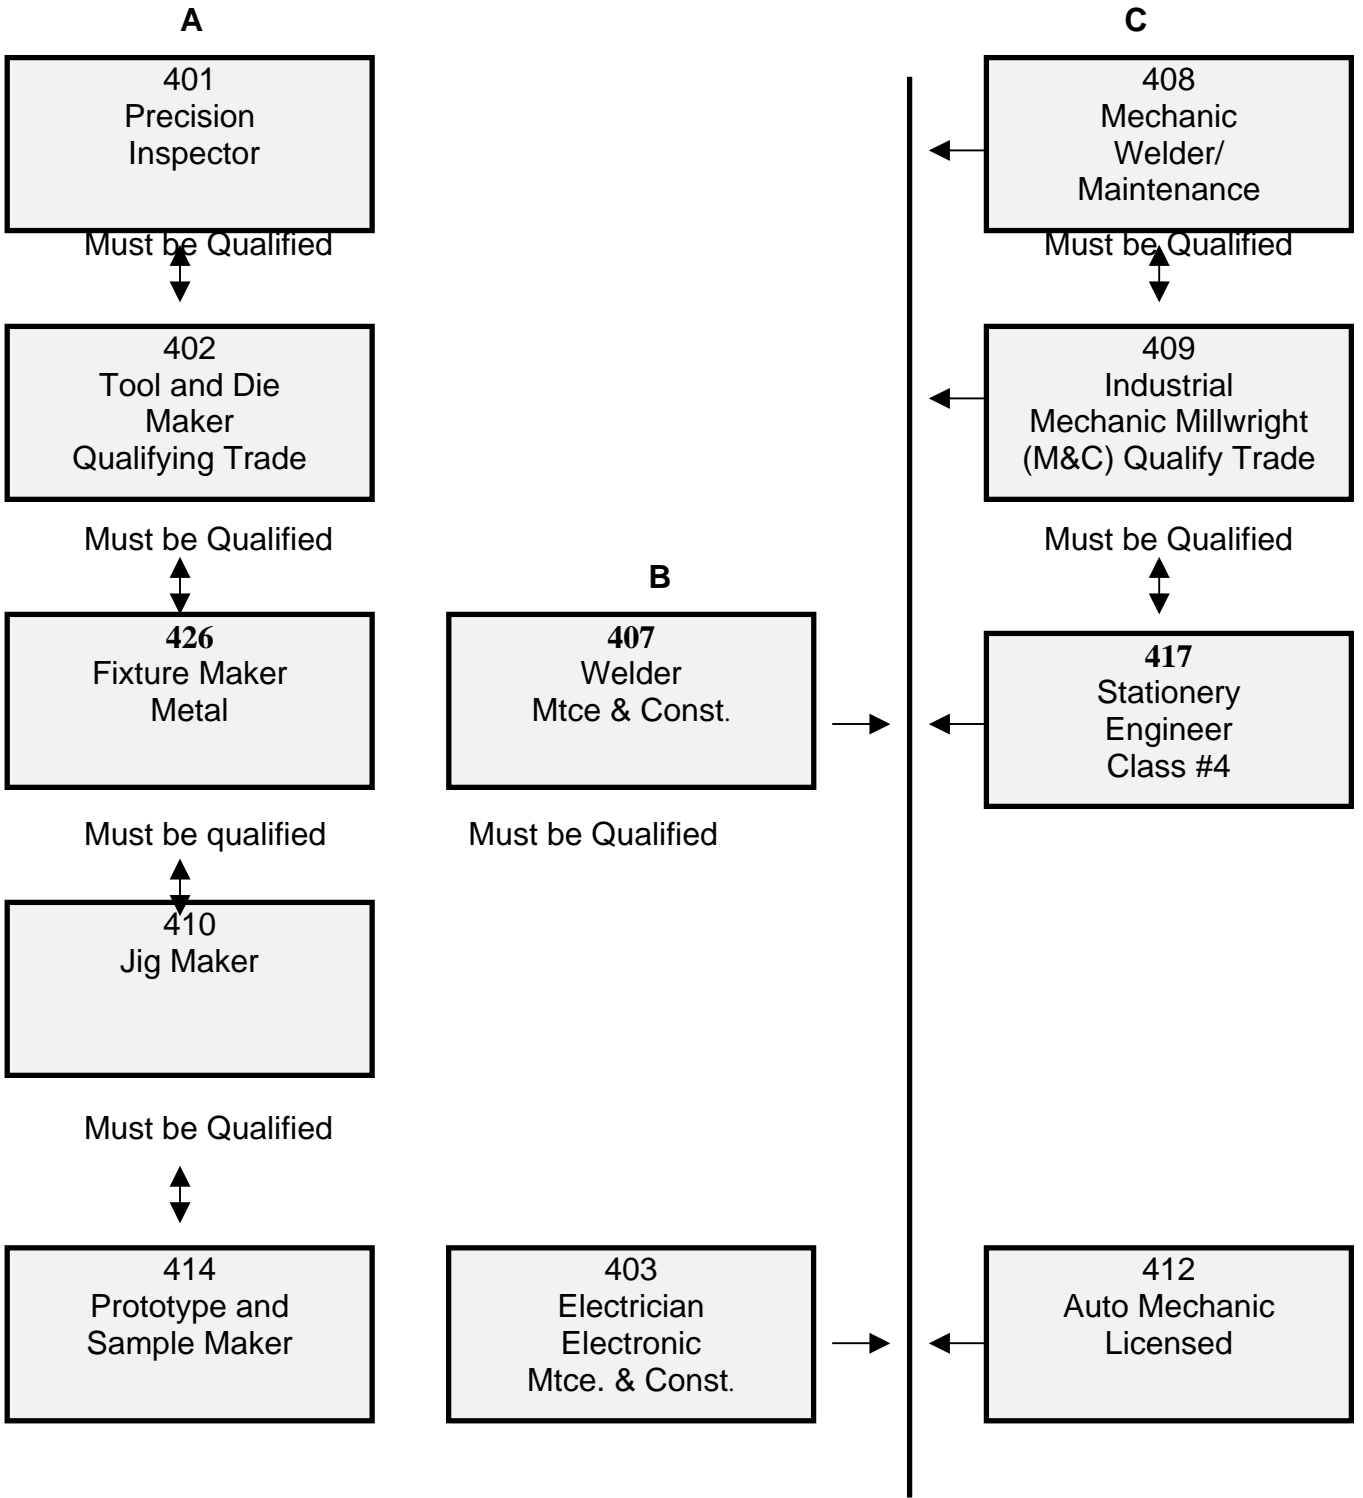 A
401
Precision
Inspector
Must be Qualified
402
Tool and Die
Maker
Qualifying Trade
Must be Qualified
426
Fixture Maker
Metal
Must be qualified
410
Jig Maker
Must be Qualified
414
Prototype and
Sample Maker
B
407
Welder
Mtce & Const.
Must be Qualified
403
Electrician
Electronic
Mtce. & Const.
C
408
Mechanic
Welder/
Maintenance
Must be Qualified
409
Industrial
Mechanic Millwright
(M&C) Qualify Trade
Must be Qualified
417
Stationery
Engineer
Class #4
412
Auto Mechanic
Licensed